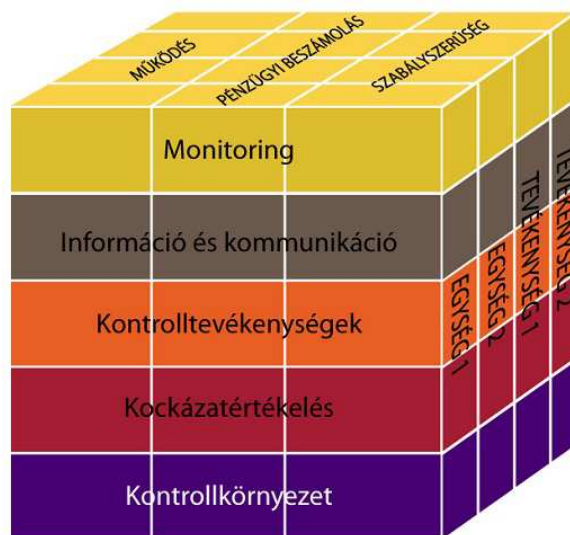 MŰKÖDÉS
PÉNZÜGYI BESZÁMOLÁS
SZABÁLYSZERŰSÉG
Monitoring
Információ és kommunikáció
Kontrolltevékenységek
Kockázatértékelés
Kontrollkörnyezet
EGYSÉG 1
EGYSÉG 2
TEVÉKENYSÉG 1
TEVÉKENYSÉG 2